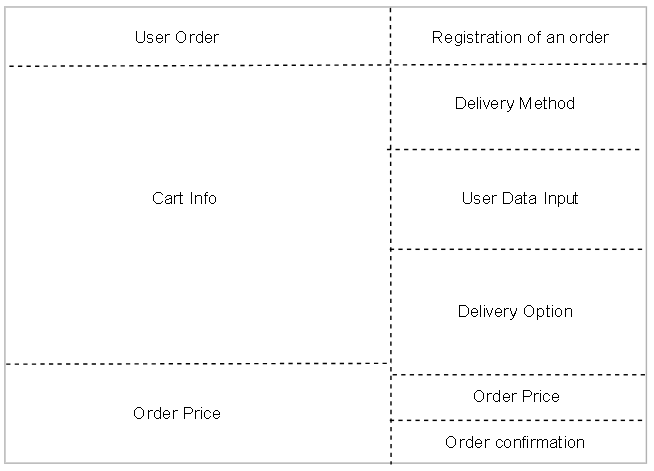 User Order
Registration of an order
Delivery Method
Cart Info
User Data Input
Delivery Option
Order Price
Order Price
Order confirmation